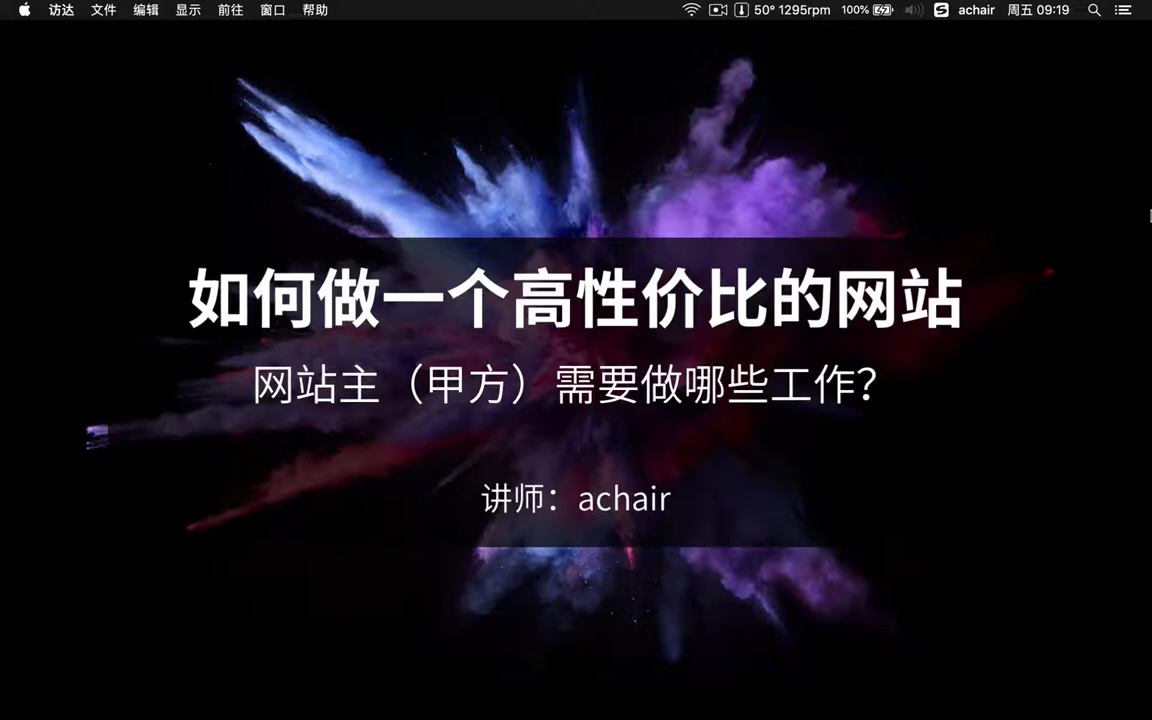 访达 文件 编辑 显示 前往 窗口 帮助 50° 1295rpm 100% achair 周五 09:19
如何做一个高性价比的网站
网站主（甲方）需要做哪些工作？
讲师：achair